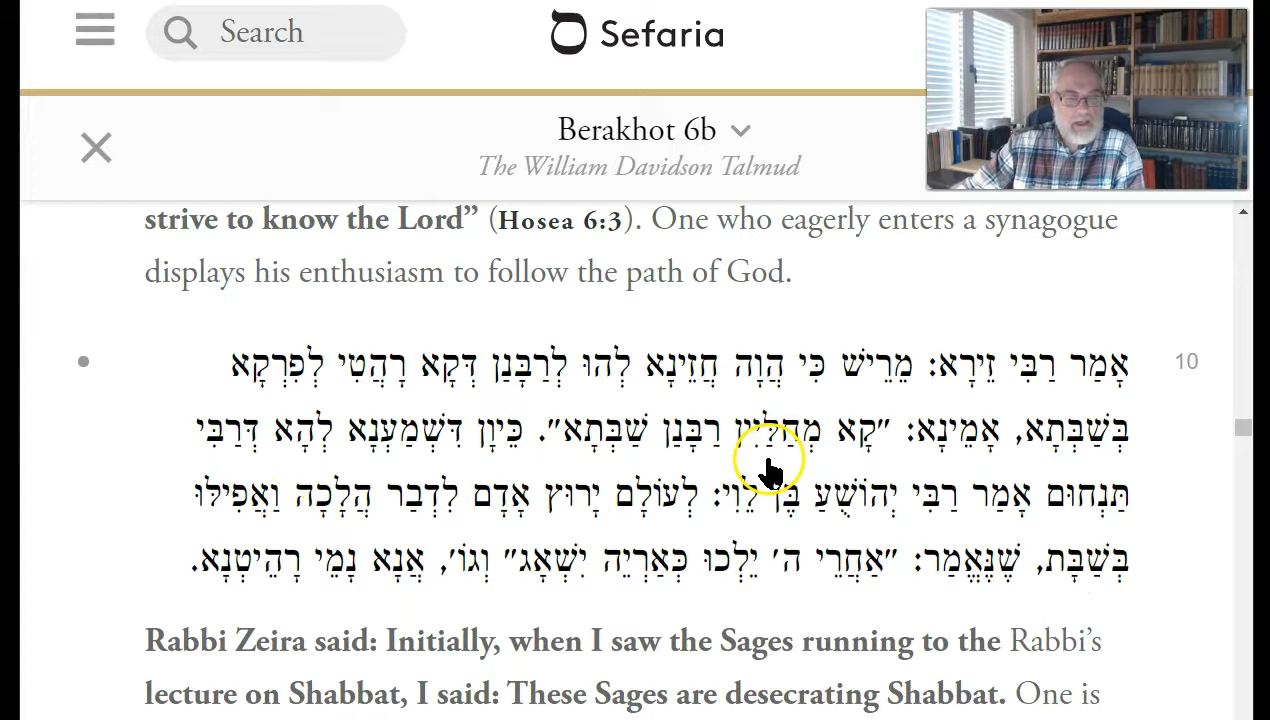 Search
Sefaria
Berakhot 6b
The William Davidson Talmud
strive to know the Lord” (Hosea 6:3). One who eagerly enters a synagogue
displays his enthusiasm to follow the path of God.
10
אָמַר רַבִּי זֵירָא: מֵרֵישׁ כִּי הֲוָה חָזֵינָא לְהוּ לְרַבָּנַן דְּקָא רָהֲטִי לְפִרְקָא
בְּשַׁבְּתָא, אָמֵינָא: ״קָא מְחַלְּיִין רַבָּנַן שַׁבְּתָא״. כֵּיוָן דִּשְׁמַעְנָא לְהָא דְּרַבִּי
תַּנְחוּם אָמַר רַבִּי יְהוֹשֻׁעַ בֶּן לֵוִי: לְעוֹלָם יָרוּץ אָדָם לִדְבַר הֲלָכָה וַאֲפִילּוּ
בְּשַׁבָּת, שֶׁנֶּאֱמַר: ״אַחֲרֵי ה׳ יֵלְכוּ כְּאַרְיֵה יִשְׁאָג״ וְגוֹ׳, אֲנָא נָמֵי רָהֵיטְנָא.
Rabbi Zeira said: Initially, when I saw the Sages running to the Rabbi’s
lecture on Shabbat, I said: These Sages are desecrating Shabbat. One is